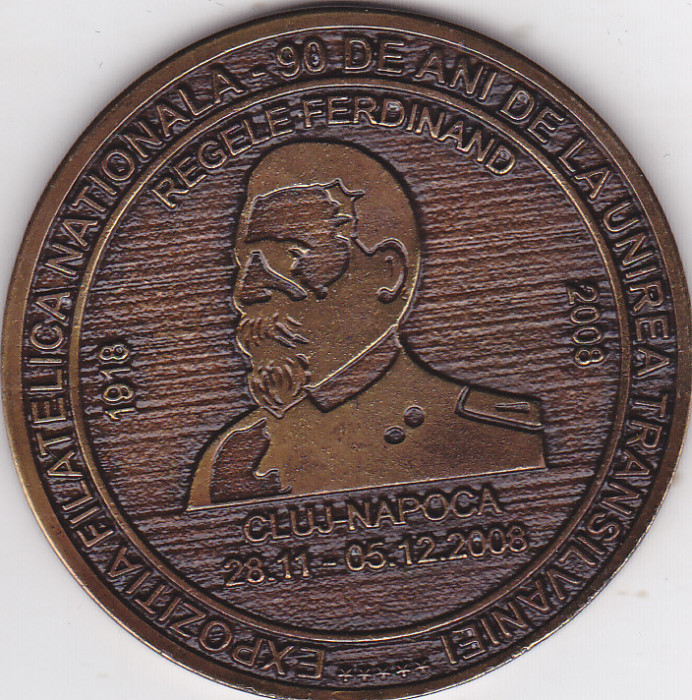 EXPOZITIA FILATELICA NATIONALA - 90 DE ANI DE LA UNIREA TRANSILVANIEI
*****
REGELE FERDINAND
1918
2008
CLUJ-NAPOCA
28.11 - 05.12.2008